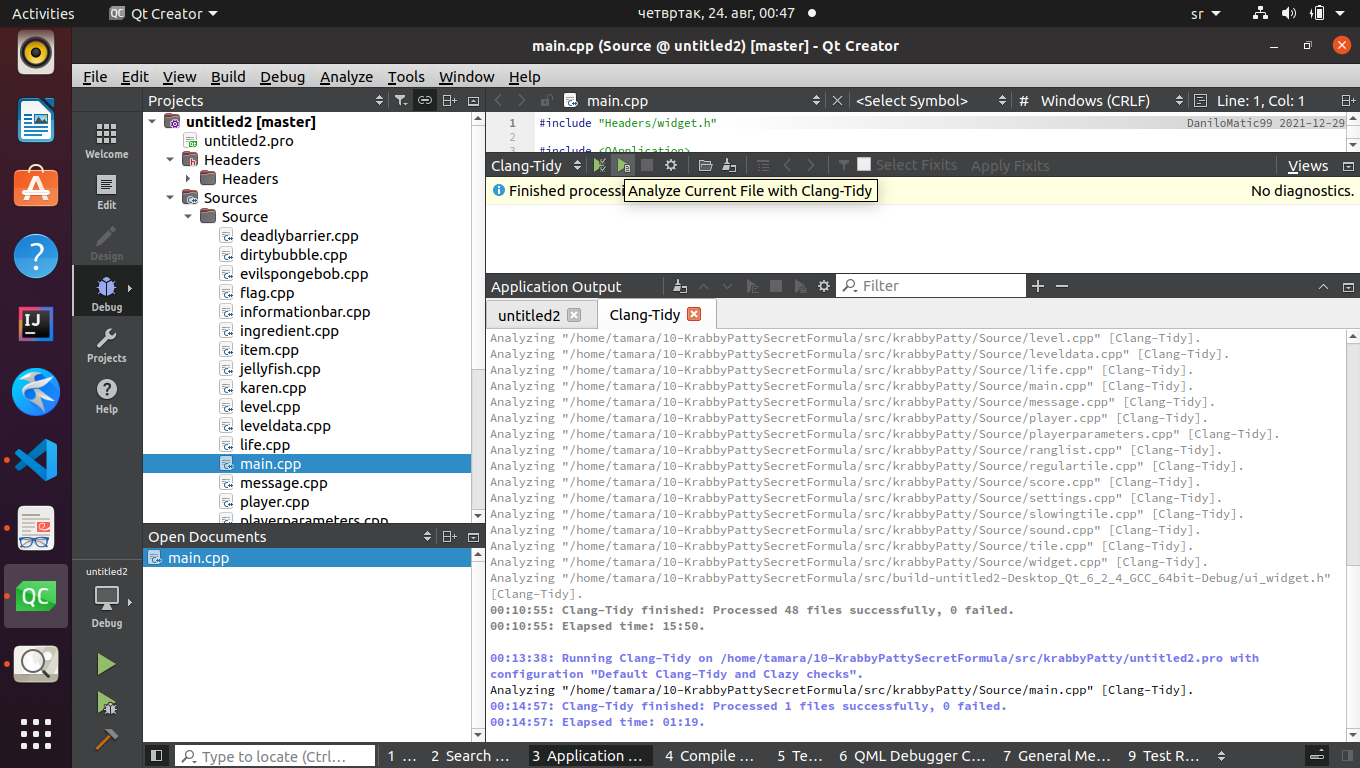 Activities
QC Qt Creator
четвртак, 24. авг, 00:47
sr
main.cpp (Source @ untitled2) [master] - Qt Creator
File Edit View Build Debug Analyze Tools Window Help
Projects
main.cpp
<Select Symbol>
# Windows (CRLF)
Line: 1, Col: 1
Welcome
Edit
Design
Debug
Projects
Help
untitled2
Debug
untitled2 [master]
untitled2.pro
Headers
Headers
Sources
Source
deadlybarrier.cpp
dirtybubble.cpp
evilspongebob.cpp
flag.cpp
informationbar.cpp
ingredient.cpp
item.cpp
jellyfish.cpp
karen.cpp
level.cpp
leveldata.cpp
life.cpp
main.cpp
message.cpp
player.cpp
playerparameters.cpp
Open Documents
main.cpp
1 #include "Headers/widget.h" DaniloMatic99 2021-12-29
2
3 #include <QApplication>
Clang-Tidy
Select Fixits
Apply Fixits
Views
Finished processi
Analyze Current File with Clang-Tidy
No diagnostics.
Application Output
Filter
untitled2
Clang-Tidy
Analyzing "/home/tamara/10-KrabbyPattySecretFormula/src/krabbyPatty/Source/level.cpp" [Clang-Tidy].
Analyzing "/home/tamara/10-KrabbyPattySecretFormula/src/krabbyPatty/Source/leveldata.cpp" [Clang-Tidy].
Analyzing "/home/tamara/10-KrabbyPattySecretFormula/src/krabbyPatty/Source/life.cpp" [Clang-Tidy].
Analyzing "/home/tamara/10-KrabbyPattySecretFormula/src/krabbyPatty/Source/main.cpp" [Clang-Tidy].
Analyzing "/home/tamara/10-KrabbyPattySecretFormula/src/krabbyPatty/Source/message.cpp" [Clang-Tidy].
Analyzing "/home/tamara/10-KrabbyPattySecretFormula/src/krabbyPatty/Source/player.cpp" [Clang-Tidy].
Analyzing "/home/tamara/10-KrabbyPattySecretFormula/src/krabbyPatty/Source/playerparameters.cpp" [Clang-Tidy].
Analyzing "/home/tamara/10-KrabbyPattySecretFormula/src/krabbyPatty/Source/ranglist.cpp" [Clang-Tidy].
Analyzing "/home/tamara/10-KrabbyPattySecretFormula/src/krabbyPatty/Source/regulartile.cpp" [Clang-Tidy].
Analyzing "/home/tamara/10-KrabbyPattySecretFormula/src/krabbyPatty/Source/score.cpp" [Clang-Tidy].
Analyzing "/home/tamara/10-KrabbyPattySecretFormula/src/krabbyPatty/Source/settings.cpp" [Clang-Tidy].
Analyzing "/home/tamara/10-KrabbyPattySecretFormula/src/krabbyPatty/Source/slowingtile.cpp" [Clang-Tidy].
Analyzing "/home/tamara/10-KrabbyPattySecretFormula/src/krabbyPatty/Source/sound.cpp" [Clang-Tidy].
Analyzing "/home/tamara/10-KrabbyPattySecretFormula/src/krabbyPatty/Source/tile.cpp" [Clang-Tidy].
Analyzing "/home/tamara/10-KrabbyPattySecretFormula/src/krabbyPatty/Source/widget.cpp" [Clang-Tidy].
Analyzing "/home/tamara/10-KrabbyPattySecretFormula/src/build-untitled2-Desktop_Qt_6_2_4_GCC_64bit-Debug/ui_widget.h"
[Clang-Tidy].
00:10:55: Clang-Tidy finished: Processed 48 files successfully, 0 failed.
00:10:55: Elapsed time: 15:50.
00:13:38: Running Clang-Tidy on /home/tamara/10-KrabbyPattySecretFormula/src/krabbyPatty/untitled2.pro with
configuration "Default Clang-Tidy and Clazy checks".
Analyzing "/home/tamara/10-KrabbyPattySecretFormula/src/krabbyPatty/Source/main.cpp" [Clang-Tidy].
00:14:57: Clang-Tidy finished: Processed 1 files successfully, 0 failed.
00:14:57: Elapsed time: 01:19.
Type to locate (Ctrl...
1 ...
2 Search ...
3 Application ...
4 Compile ...
5 Te...
6 QML Debugger C...
7 General Me...
9 Test R...